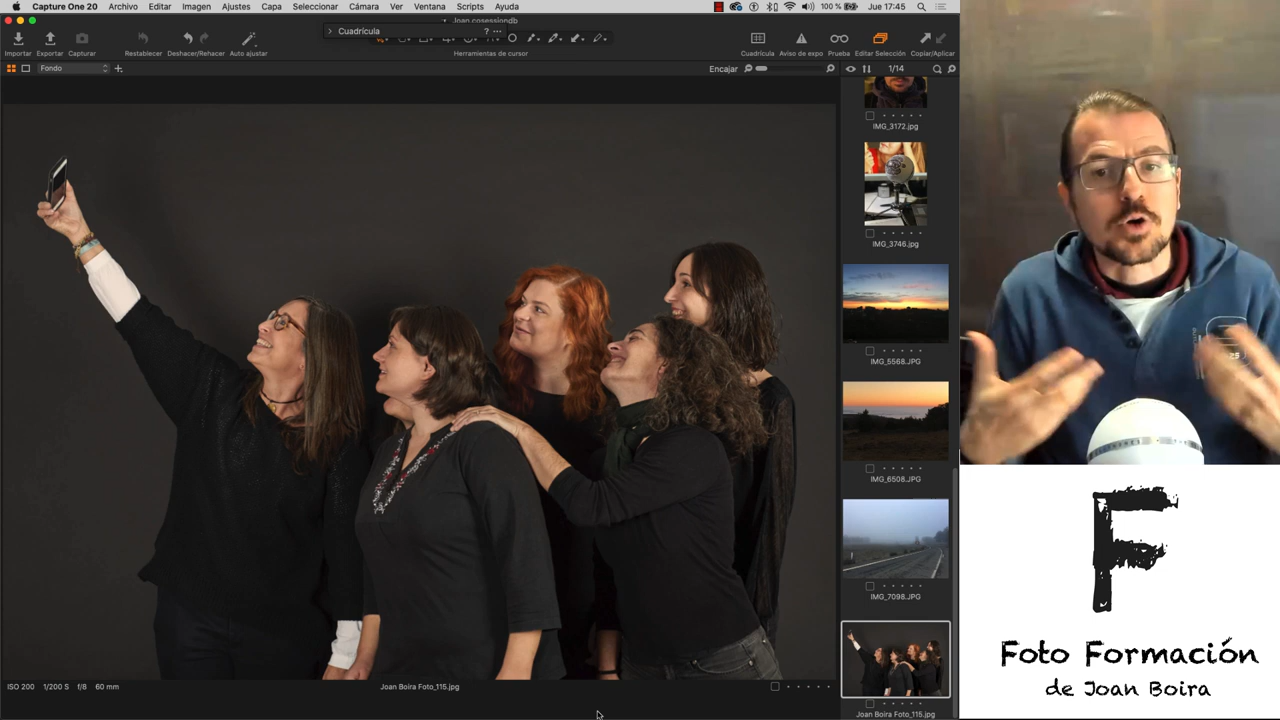 Capture One 20 Archivo Editar Imagen Ajustes Capa Seleccionar Cámara Ver Ventana Scripts Ayuda 100 % Jue 17:45
Joan.cosessiondb
Cuadrícula ? ...
Importar Exportar Capturar Restablecer Deshacer/Rehacer Auto ajustar Herramientas de cursor Cuadrícula Aviso de expo Prueba Editar Selección Copiar/Aplicar
Fondo Encajar 1/14
IMG_3172.jpg
IMG_3746.jpg
IMG_5568.JPG
IMG_6508.JPG
IMG_7098.JPG
ISO 200 1/200 S f/8 60 mm Joan Boira Foto_115.jpg
Joan Boira Foto_115.jpg
F
Foto Formación
de Joan Boira